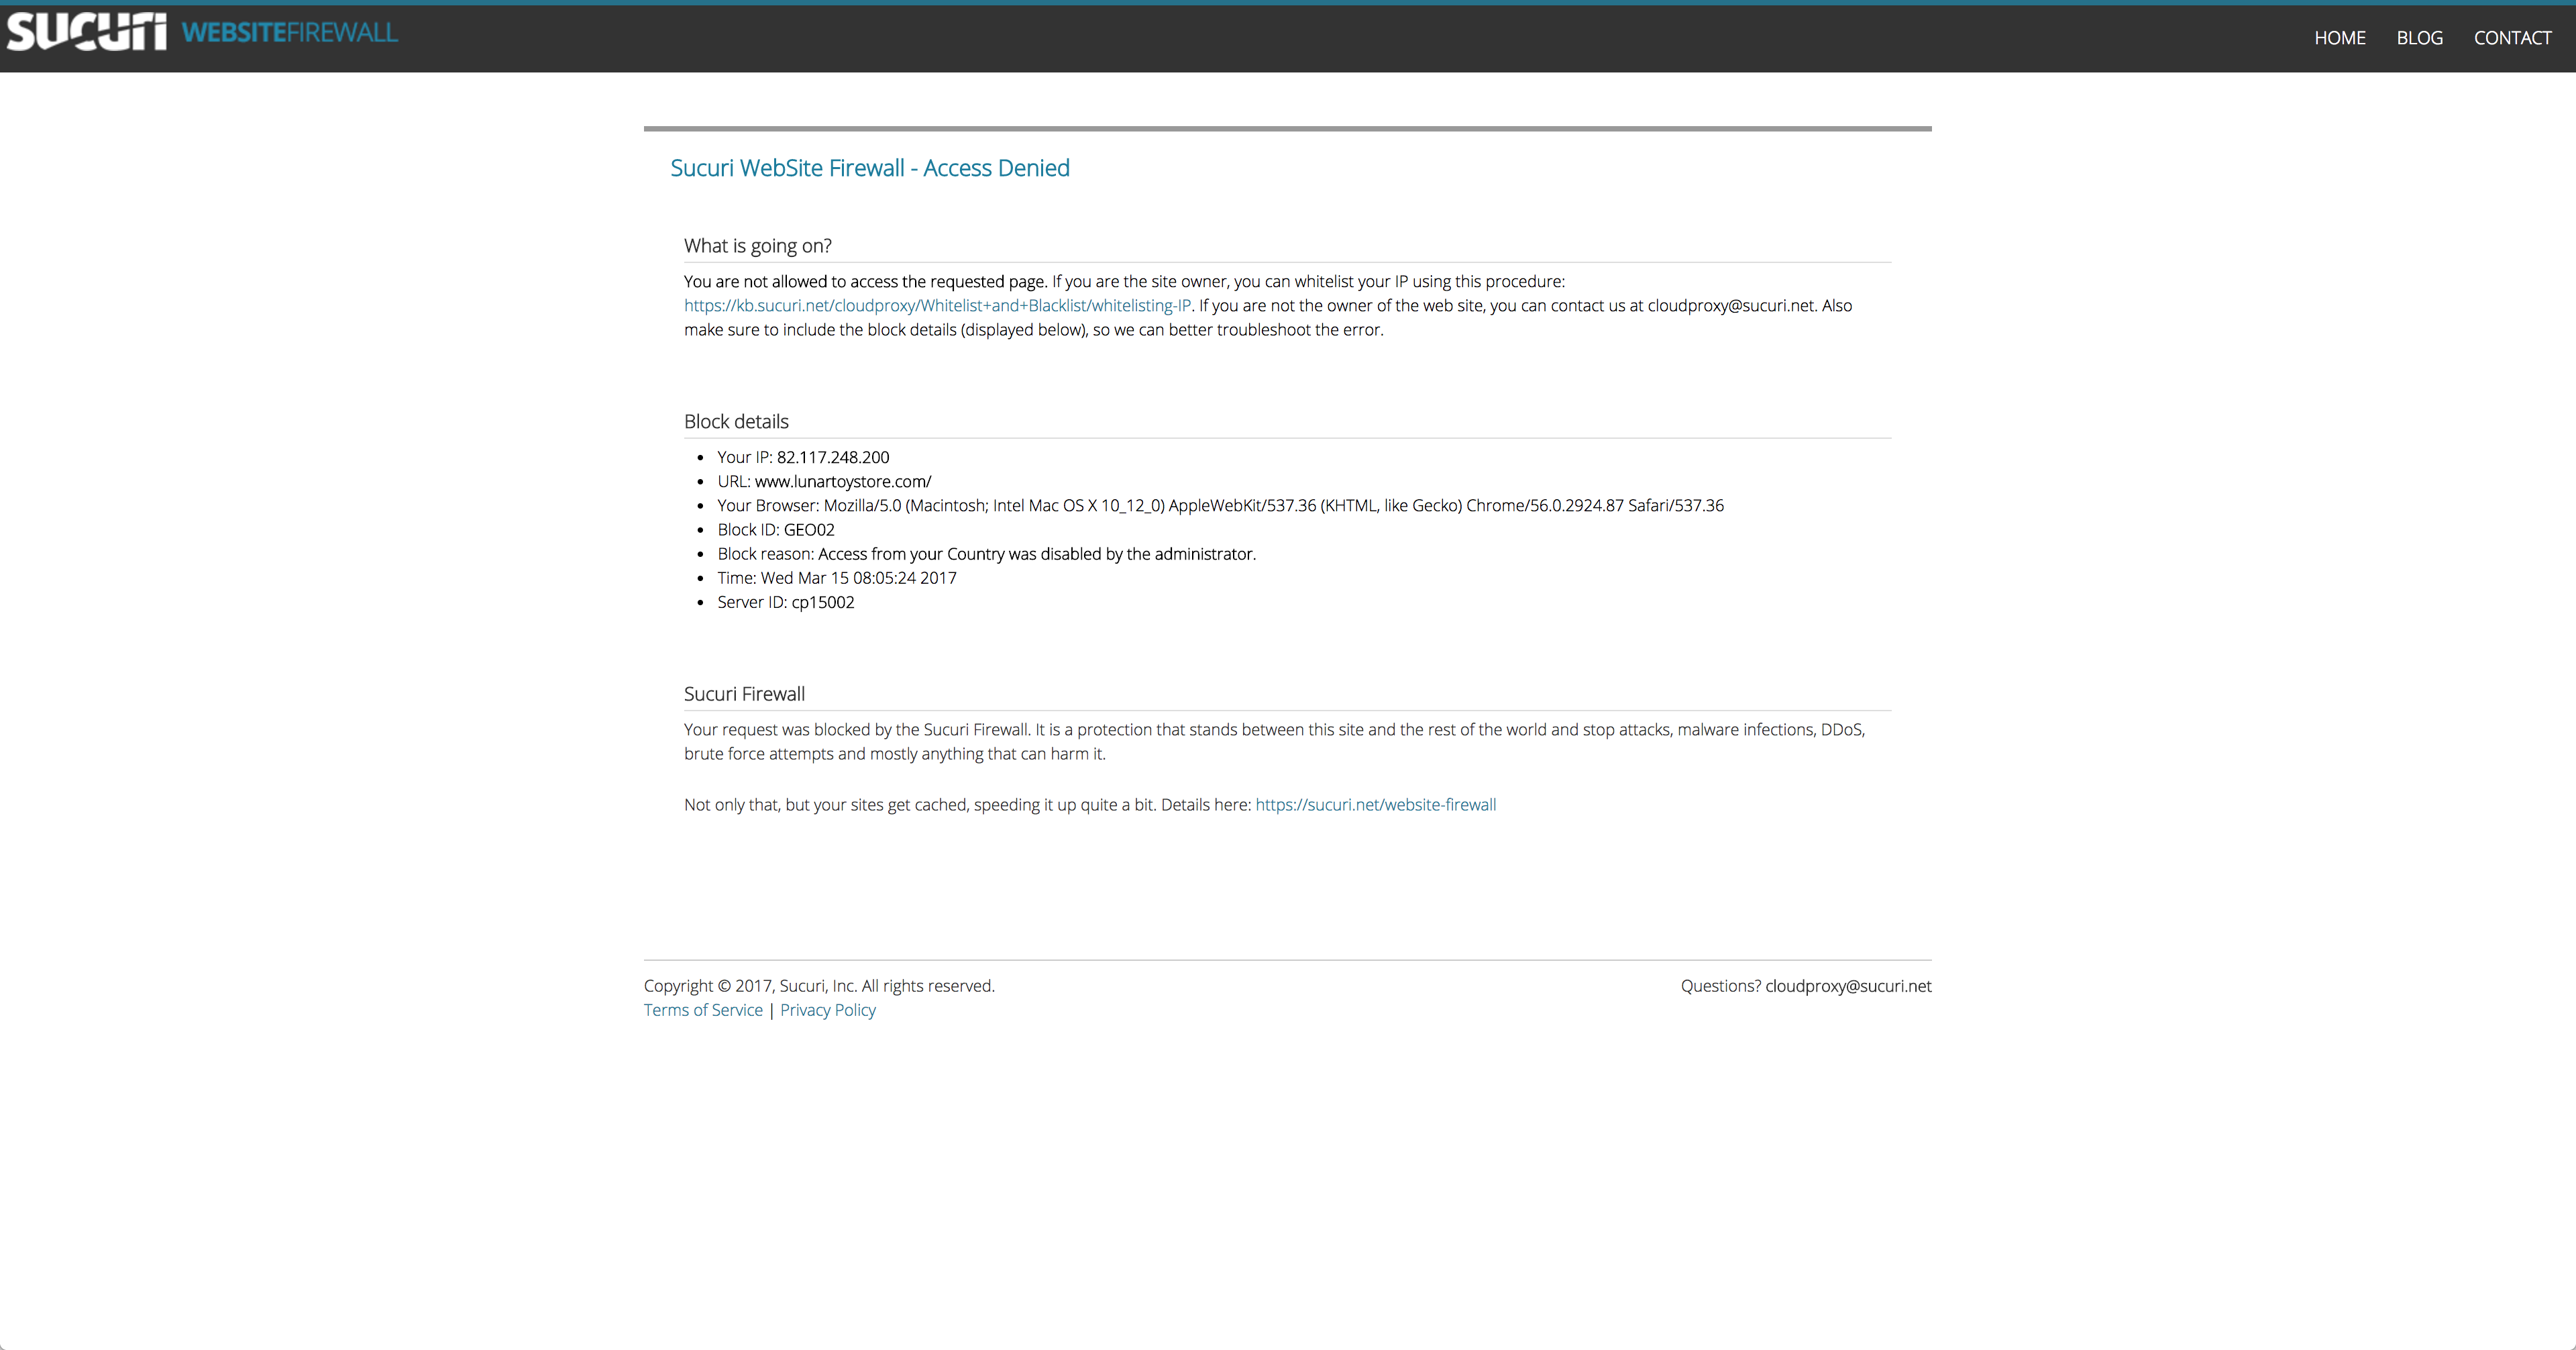 SUCURI WEBSITEFIREWALL
HOME BLOG CONTACT
Sucuri WebSite Firewall - Access Denied
What is going on?
You are not allowed to access the requested page. If you are the site owner, you can whitelist your IP using this procedure:
https://kb.sucuri.net/cloudproxy/Whitelist+and+Blacklist/whitelisting-IP. If you are not the owner of the web site, you can contact us at cloudproxy@sucuri.net. Also
make sure to include the block details (displayed below), so we can better troubleshoot the error.
Block details
• Your IP: 82.117.248.200
• URL: www.lunartoystore.com/
• Your Browser: Mozilla/5.0 (Macintosh; Intel Mac OS X 10_12_0) AppleWebKit/537.36 (KHTML, like Gecko) Chrome/56.0.2924.87 Safari/537.36
• Block ID: GEO02
• Block reason: Access from your Country was disabled by the administrator.
• Time: Wed Mar 15 08:05:24 2017
• Server ID: cp15002
Sucuri Firewall
Your request was blocked by the Sucuri Firewall. It is a protection that stands between this site and the rest of the world and stop attacks, malware infections, DDoS,
brute force attempts and mostly anything that can harm it.
Not only that, but your sites get cached, speeding it up quite a bit. Details here: https://sucuri.net/website-firewall
Copyright © 2017, Sucuri, Inc. All rights reserved.
Questions? cloudproxy@sucuri.net
Terms of Service | Privacy Policy